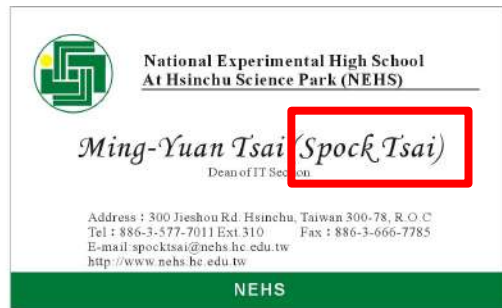 National Experimental High School
At Hsinchu Science Park (NEHS)
Ming-Yuan Tsai (Spock Tsai)
Dean of IT Section
Address : 300 Jieshou Rd. Hsinchu, Taiwan 300-78, R.O.C
Tel : 886-3-577-7011 Ext.310 Fax : 886-3-666-7785
E-mail:spocktsai@nehs.hc.edu.tw
http://www.nehs.hc.edu.tw
NEHS